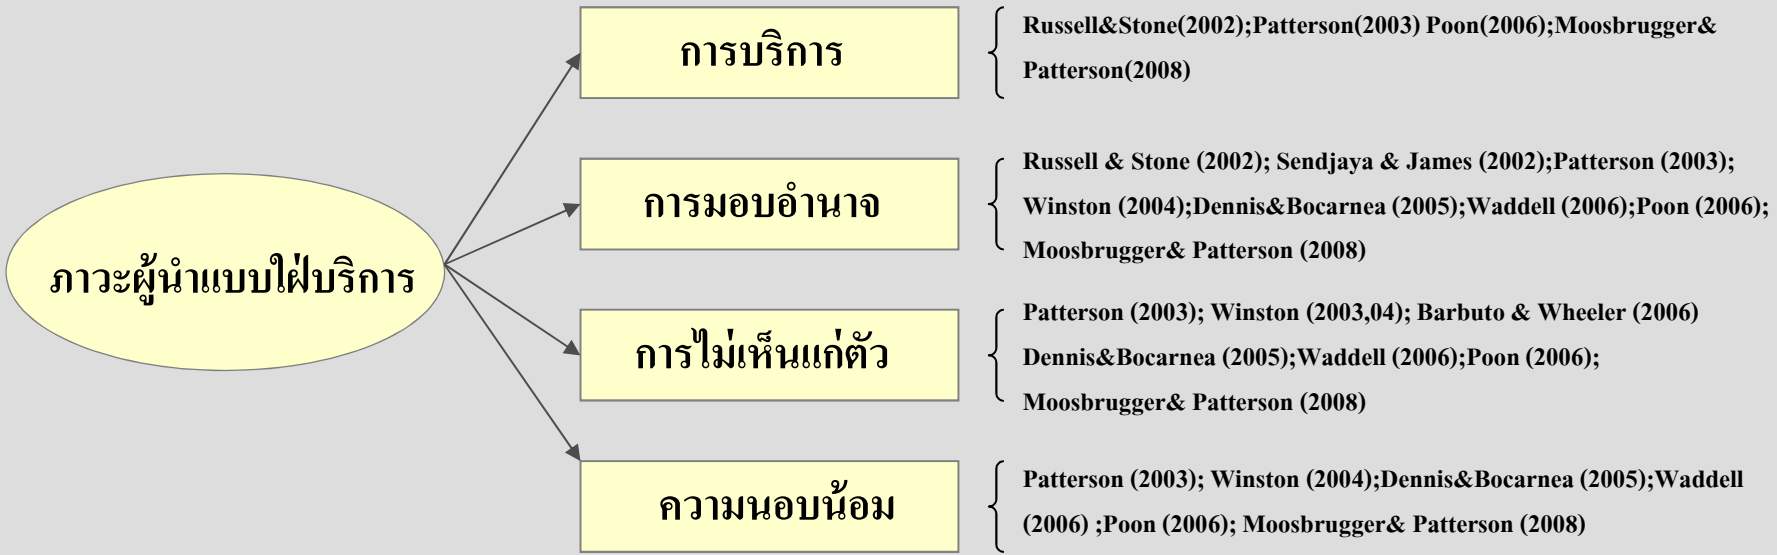 การบริการ
Russell&Stone(2002);Patterson(2003) Poon(2006);Moosbrugger&
Patterson(2008)
การมอบอำนาจ
Russell & Stone (2002); Sendjaya & James (2002);Patterson (2003);
Winston (2004);Dennis&Bocarnea (2005);Waddell (2006);Poon (2006);
Moosbrugger& Patterson (2008)
ภาวะผู้นำแบบใฝ่บริการ
การไม่เห็นแก่ตัว
Patterson (2003); Winston (2003,04); Barbuto & Wheeler (2006)
Dennis&Bocarnea (2005);Waddell (2006);Poon (2006);
Moosbrugger& Patterson (2008)
ความนอบน้อม
Patterson (2003); Winston (2004);Dennis&Bocarnea (2005);Waddell
(2006) ;Poon (2006); Moosbrugger& Patterson (2008)